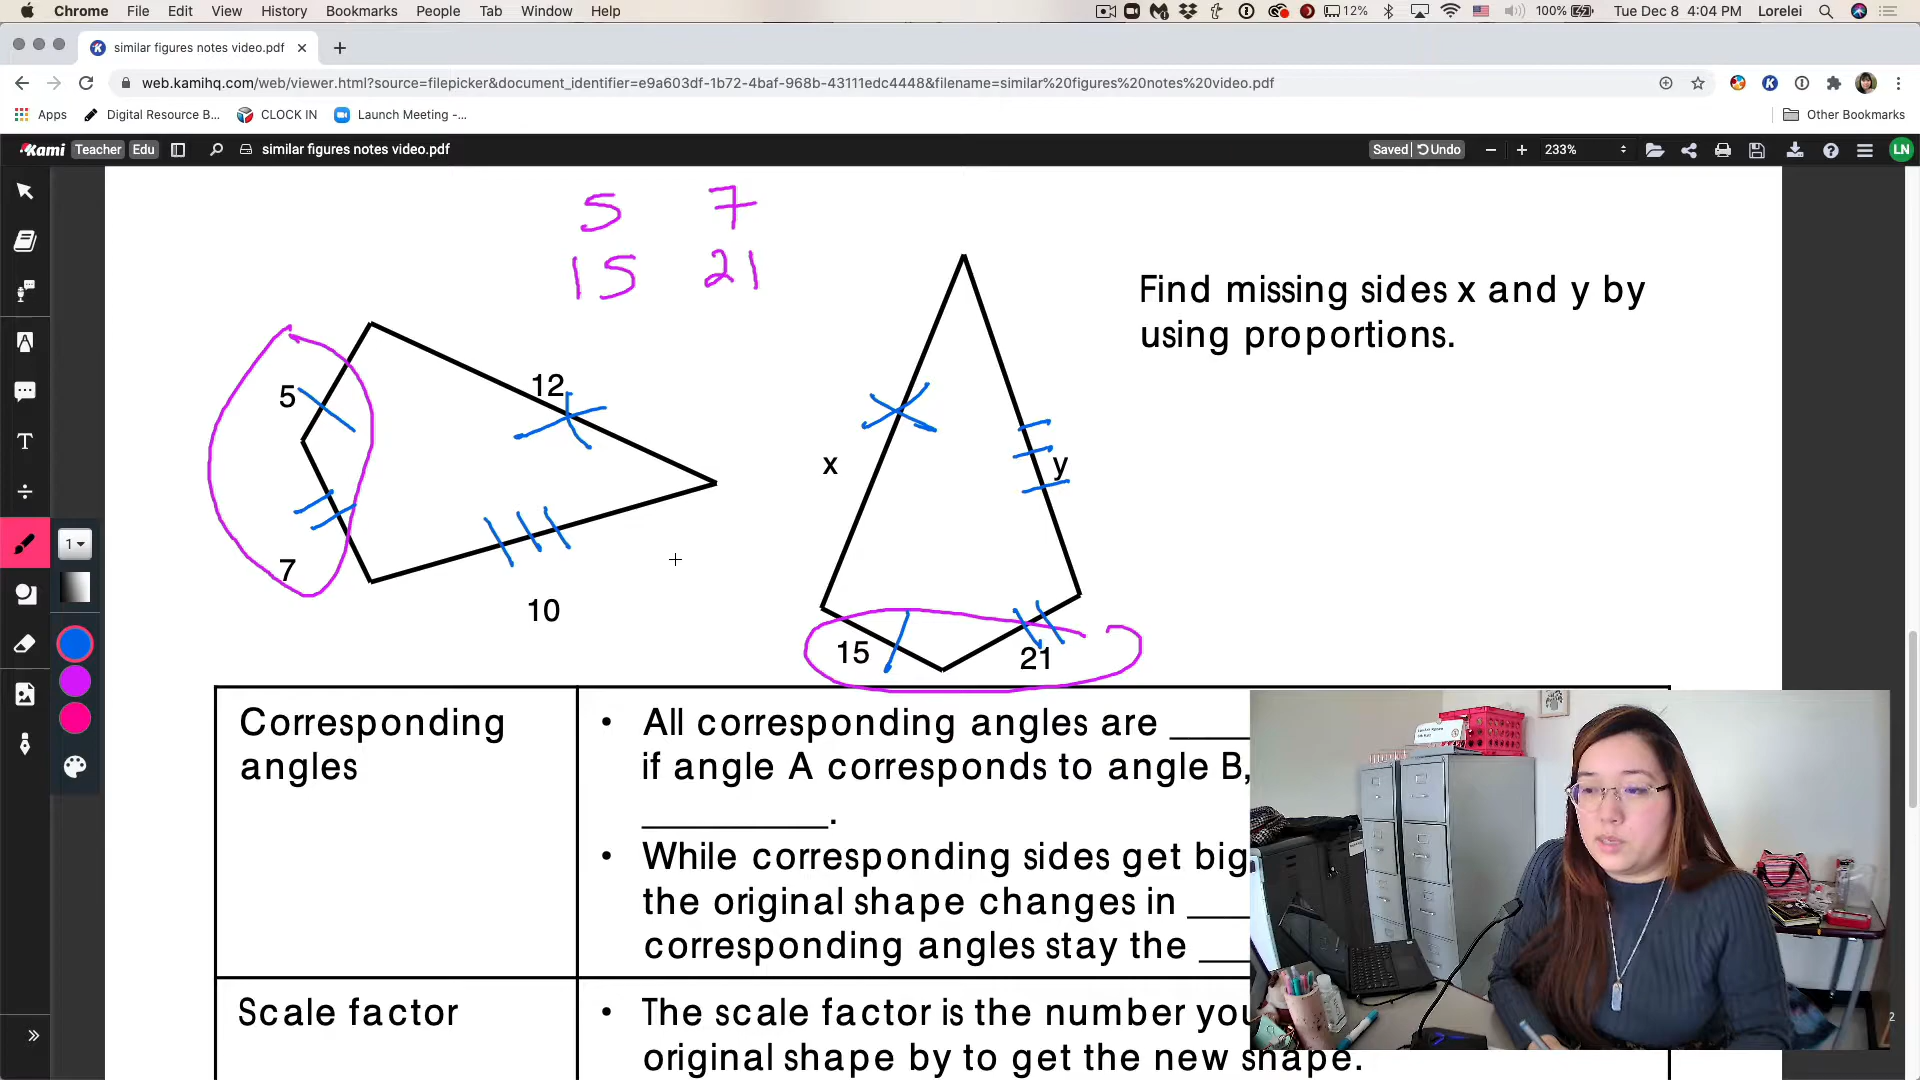 Chrome File Edit View History Bookmarks People Tab Window Help
12% 100% Tue Dec 8 4:04 PM Lorelei
similar figures notes video.pdf
web.kamihq.com/web/viewer.html?source=filepicker&document_identifier=e9a603df-1b72-4baf-968b-43111edc4448&filename=similar%20figures%20notes%20video.pdf
Apps Digital Resource B... CLOCK IN Launch Meeting -... Other Bookmarks
Kami Teacher Edu similar figures notes video.pdf Saved Undo 233% LN
5 7
15 21
Find missing sides x and y by
using proportions.
5
12
7
10
x
y
15
21
1
Corresponding
angles
• All corresponding angles are _____
if angle A corresponds to angle B,
__________.
• While corresponding sides get big
the original shape changes in ____
corresponding angles stay the ___
Scale factor
• The scale factor is the number you
original shape by to get the new shape.
2